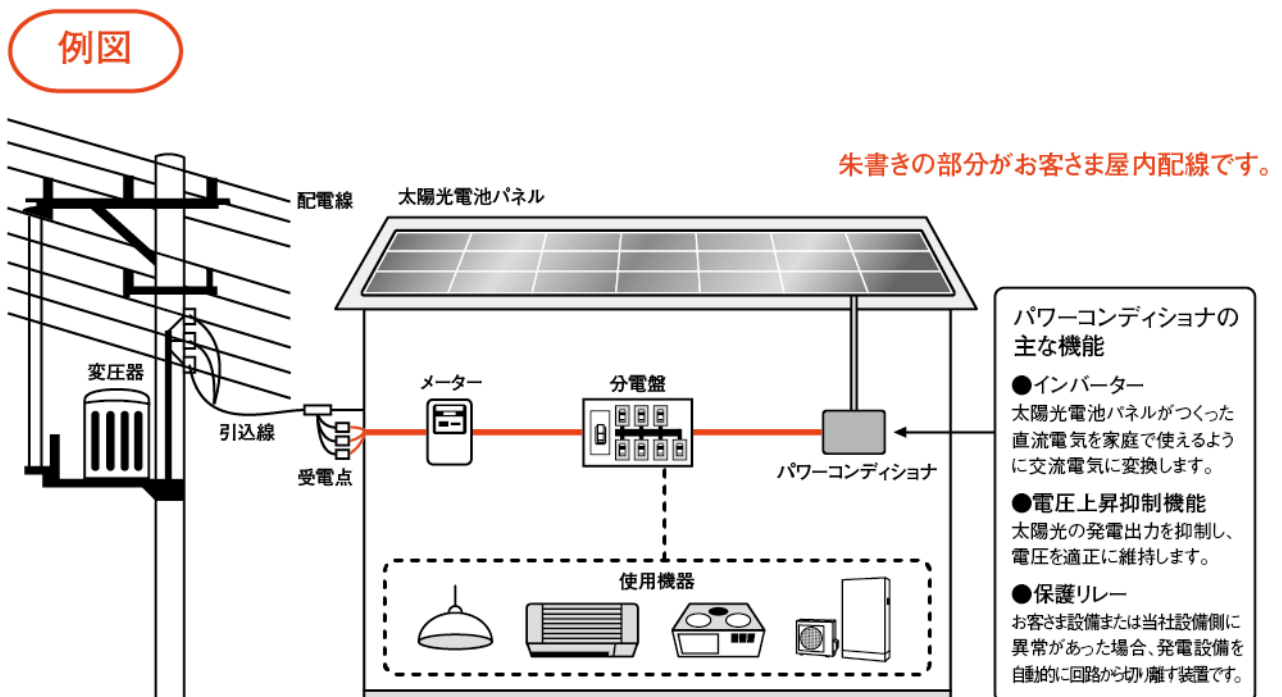 例図
朱書きの部分がお客さま屋内配線です。
配電線
太陽光電池パネル
変圧器
引込線
受電点
メーター
分電盤
パワーコンディショナ
使用機器
パワーコンディショナの
主な機能
●インバーター
太陽光電池パネルがつくった
直流電気を家庭で使えるよう
に交流電気に変換します。
●電圧上昇抑制機能
太陽光の発電出力を抑制し、
電圧を適正に維持します。
●保護リレー
お客さま設備または当社設備側に
異常があった場合、発電設備を
自動的に回路から切り離す装置です。